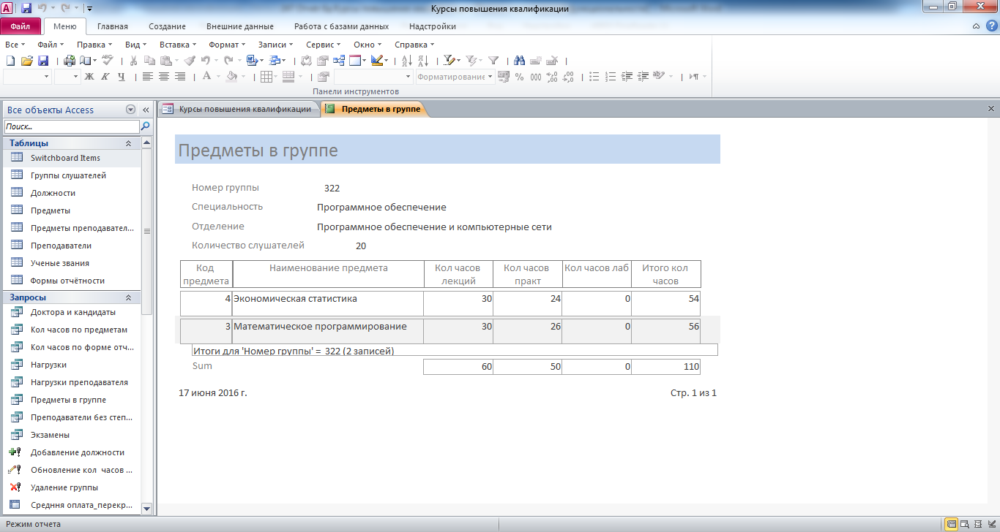 Курсы повышения квалификации
Файл Меню Главная Создание Внешние данные Работа с базами данных Надстройки
Все Файл Правка Вид Вставка Формат Записи Сервис Окно Справка
Ж К Ч Форматирование % 000
Панели инструментов
Все объекты Access
Поиск...
Таблицы
Switchboard Items
Группы слушателей
Должности
Предметы
Предметы преподавател...
Преподаватели
Ученые звания
Формы отчётности
Запросы
Доктора и кандидаты
Кол часов по предметам
Кол часов по форме отч...
Нагрузки
Нагрузки преподавателя
Предметы в группе
Преподаватели без степ...
Экзамены
Добавление должности
Обновление кол часов ...
Удаление группы
Средння оплата_перекр...
Курсы повышения квалификации Предметы в группе
Предметы в группе
Номер группы 322
Специальность Программное обеспечение
Отделение Программное обеспечение и компьютерные сети
Количество слушателей 20
Код предмета Наименование предмета Кол часов лекций Кол часов практ Кол часов лаб Итого кол часов
4 Экономическая статистика 30 24 0 54
3 Математическое программирование 30 26 0 56
Итоги для 'Номер группы' = 322 (2 записей)
Sum 60 50 0 110
17 июня 2016 г. Стр. 1 из 1
Режим отчета